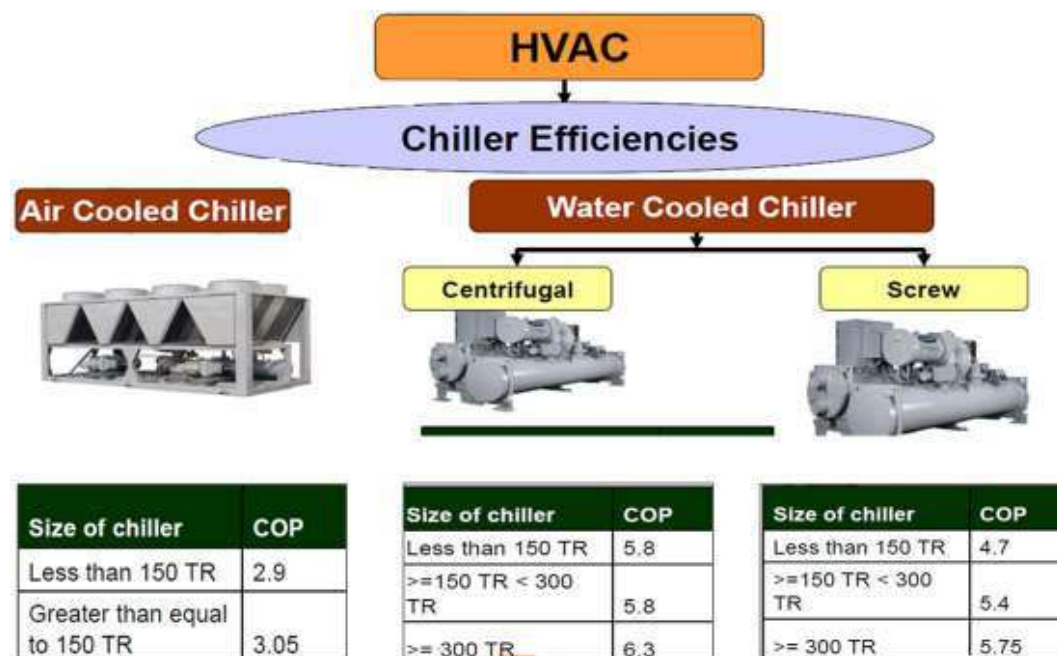 HVAC
Chiller Efficiencies
Air Cooled Chiller
Water Cooled Chiller
Centrifugal
Screw
Size of chiller COP
Less than 150 TR 2.9
Greater than equal
to 150 TR 3.05
Size of chiller COP
Less than 150 TR 5.8
>=150 TR < 300
TR 5.8
>= 300 TR 6.3
Size of chiller COP
Less than 150 TR 4.7
>=150 TR < 300
TR 5.4
>= 300 TR 5.75